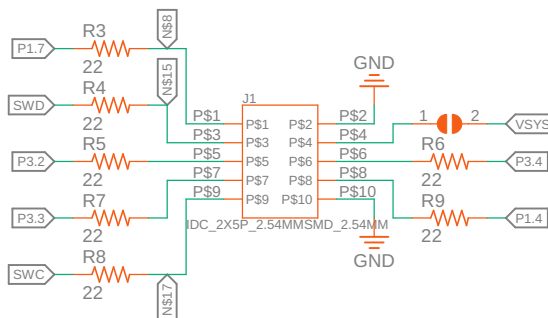 R3
P1.7
22
N$8
R4
SWD
22
N$15
R5
P3.2
22
R7
P3.3
22
R8
SWC
22
N$17
J1
P$1
P$1
P$3
P$3
P$5
P$5
P$7
P$7
P$9
P$9
P$2
P$2
P$4
P$4
P$6
P$6
P$8
P$8
P$10
P$10
IDC_2X5P_2.54MMSMD_2.54MM
GND
1
2
VSYS
R6
22
P3.4
R9
22
P1.4
GND